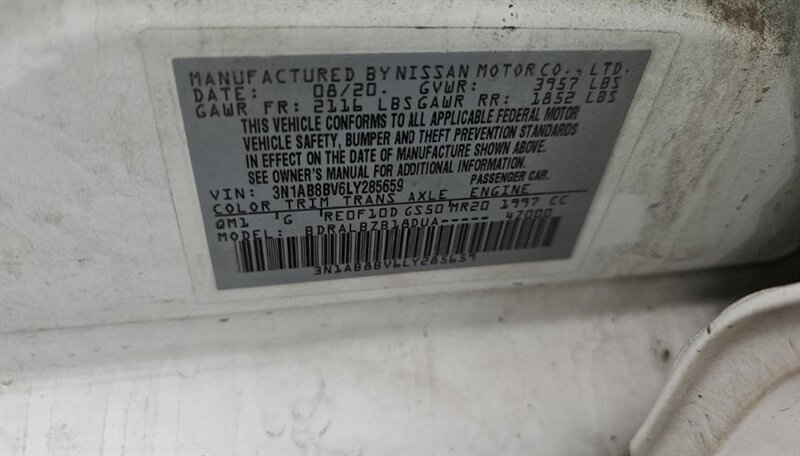 MANUFACTURED BY NISSAN MOTOR CO., LTD.
DATE: 08/20. GVWR: 3957 LBS
GAWR FR: 2116 LBS GAWR RR: 1852 LBS
THIS VEHICLE CONFORMS TO ALL APPLICABLE FEDERAL MOTOR
VEHICLE SAFETY, BUMPER AND THEFT PREVENTION STANDARDS
IN EFFECT ON THE DATE OF MANUFACTURE SHOWN ABOVE.
SEE OWNER'S MANUAL FOR ADDITIONAL INFORMATION.
VIN: 3N1AB8BV6LY285659 PASSENGER CAR.
COLOR TRIM TRANS AXLE ENGINE
QM1 'G RE0F10D GS50 MR20 1997 CC
MODEL: BDRALBZB18DUA----- 47000
3N1AB8BV6LY285659